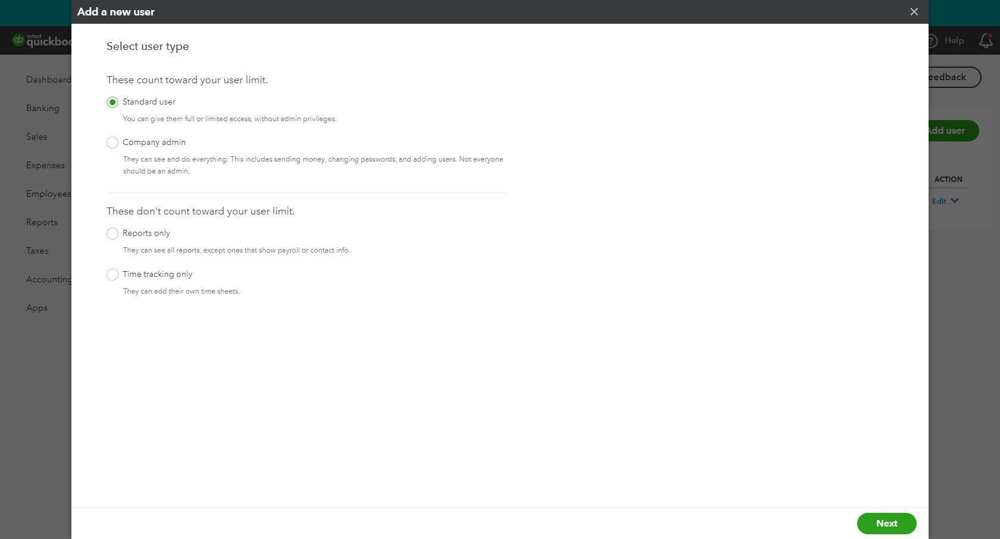 Add a new user
intuit
Help
Select user type
Dashboard
These count toward your user limit.
Standard user
Banking
You can give them full or limited access, without admin privileges.
Add user
Sales
Company admin
They can see and do everything. This includes sending money, changing passwords, and adding users. Not everyone
should be an admin.
Expenses
ACTION
Employees
Edit
These don't count toward your user limit.
Reports
Reports only
They can see all reports, except ones that show payroll or contact info.
Taxes
Time tracking only
Accounting
They can add their own time sheets.
Apps
Next